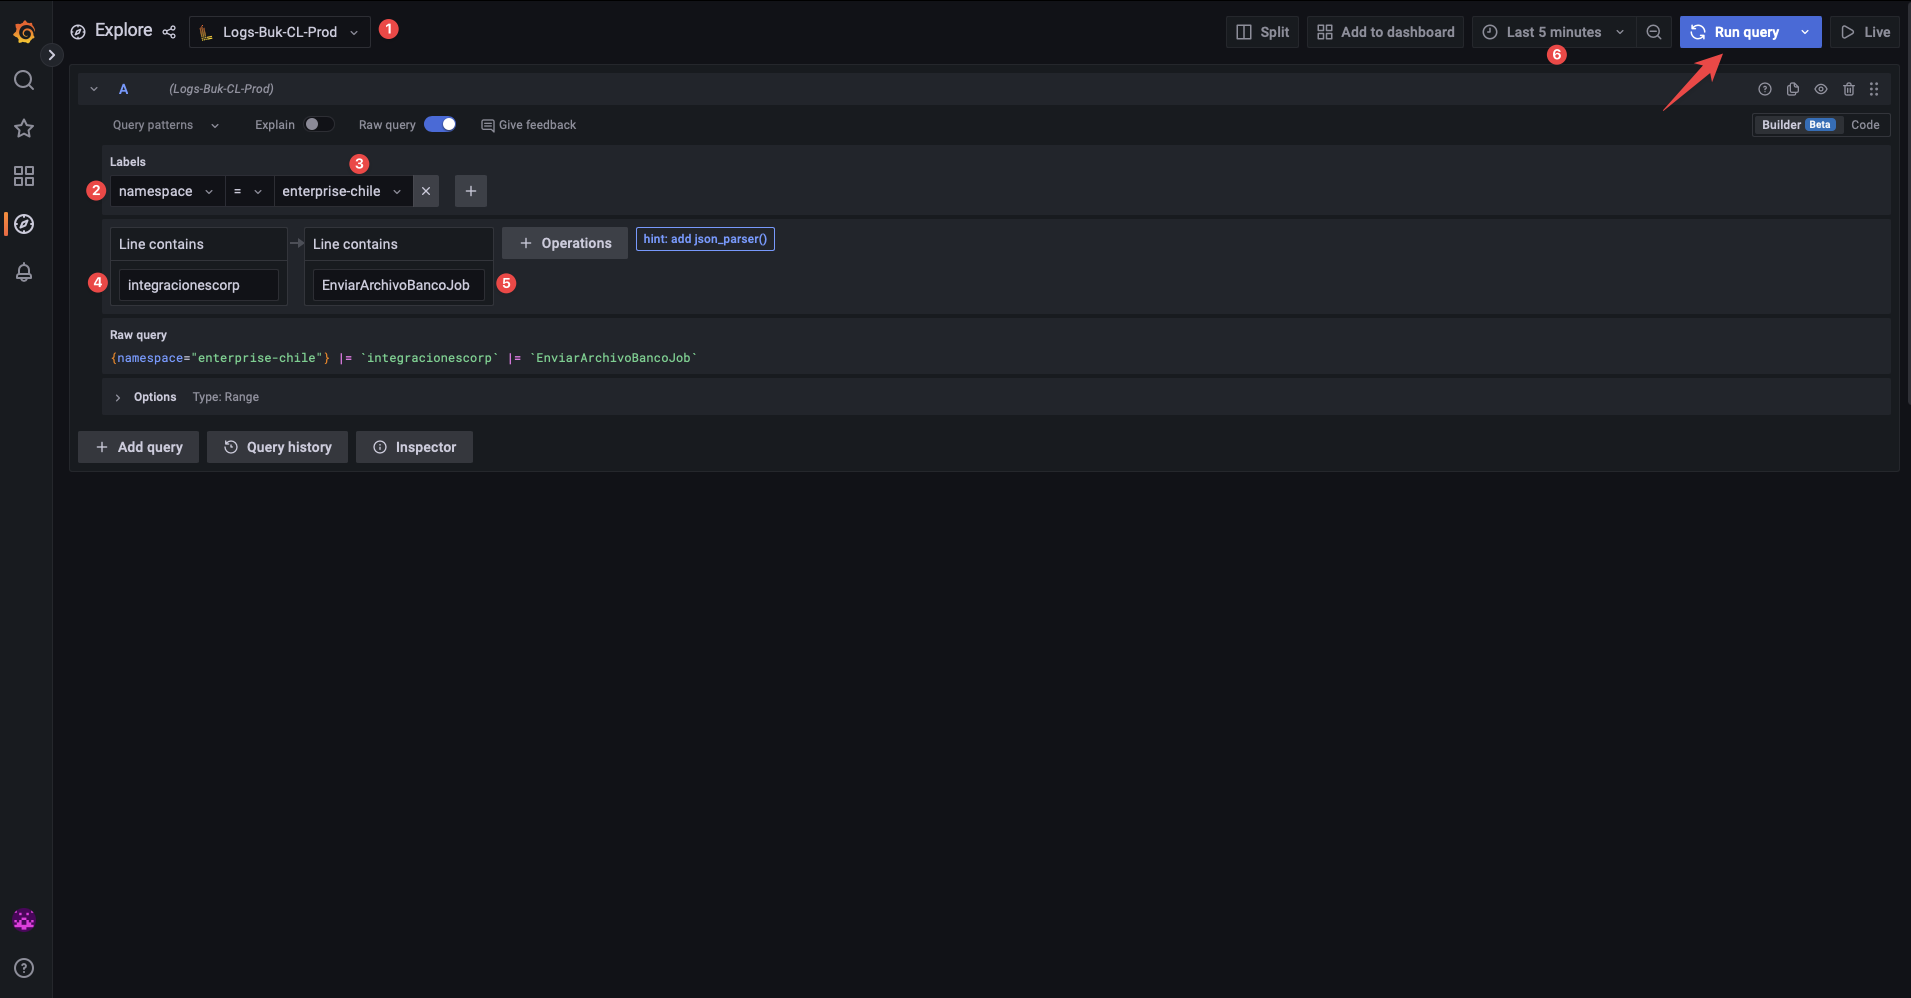 Explore
Logs-Buk-CL-Prod
1
Split
Add to dashboard
Last 5 minutes
6
Run query
Live
A
(Logs-Buk-CL-Prod)
Query patterns
Explain
Raw query
Give feedback
Builder Beta
Code
Labels
3
2
namespace
=
enterprise-chile
×
+
Line contains
Line contains
+ Operations
hint: add json_parser()
4
integracionescorp
EnviarArchivoBancoJob
5
Raw query
{namespace="enterprise-chile"} |= `integracionescorp` |= `EnviarArchivoBancoJob`
Options
Type: Range
+ Add query
Query history
Inspector